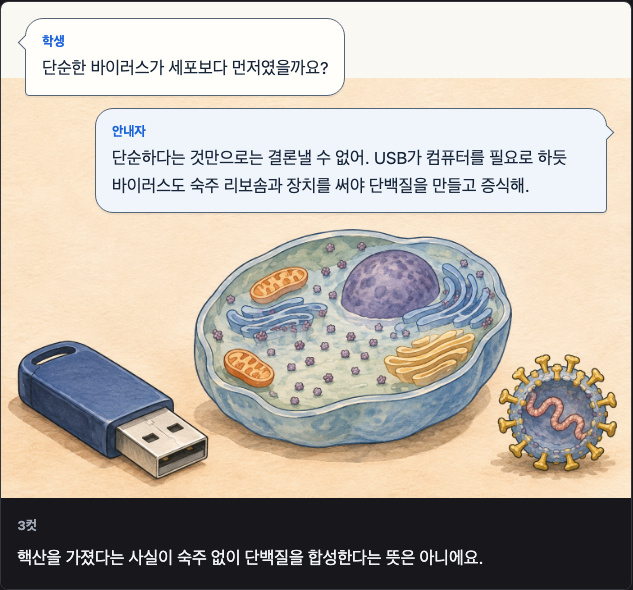 학생
단순한 바이러스가 세포보다 먼저였을까요?
안내자
단순하다는 것만으로는 결론낼 수 없어. USB가 컴퓨터를 필요로 하듯
바이러스도 숙주 리보솜과 장치를 써야 단백질을 만들고 증식해.
3컷
핵산을 가졌다는 사실이 숙주 없이 단백질을 합성한다는 뜻은 아니에요.